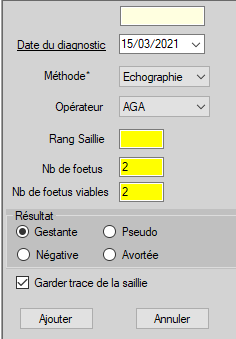 Date du diagnostic 15/03/2021
Méthode* Echographie
Opérateur AGA
Rang Saillie
Nb de foetus 2
Nb de foetus viables 2
Résultat
Gestante Pseudo
Négative Avortée
Garder trace de la saillie
Ajouter Annuler